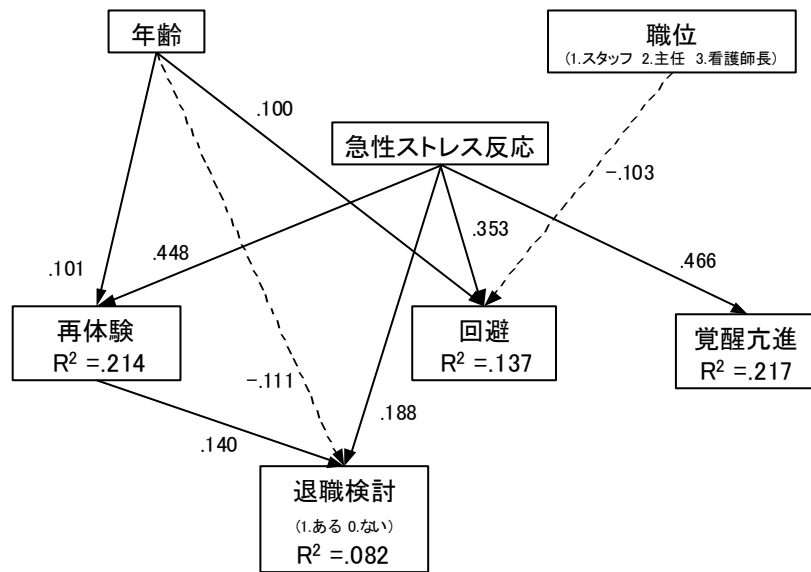 年齢
職位
(1.スタッフ 2.主任 3.看護師長)
.100
急性ストレス反応
-.103
.353
.448
.466
.101
再体験
R² =.214
回避
R² =.137
覚醒亢進
R² =.217
-.111
.188
.140
退職検討
(1.ある 0.ない)
R² =.082